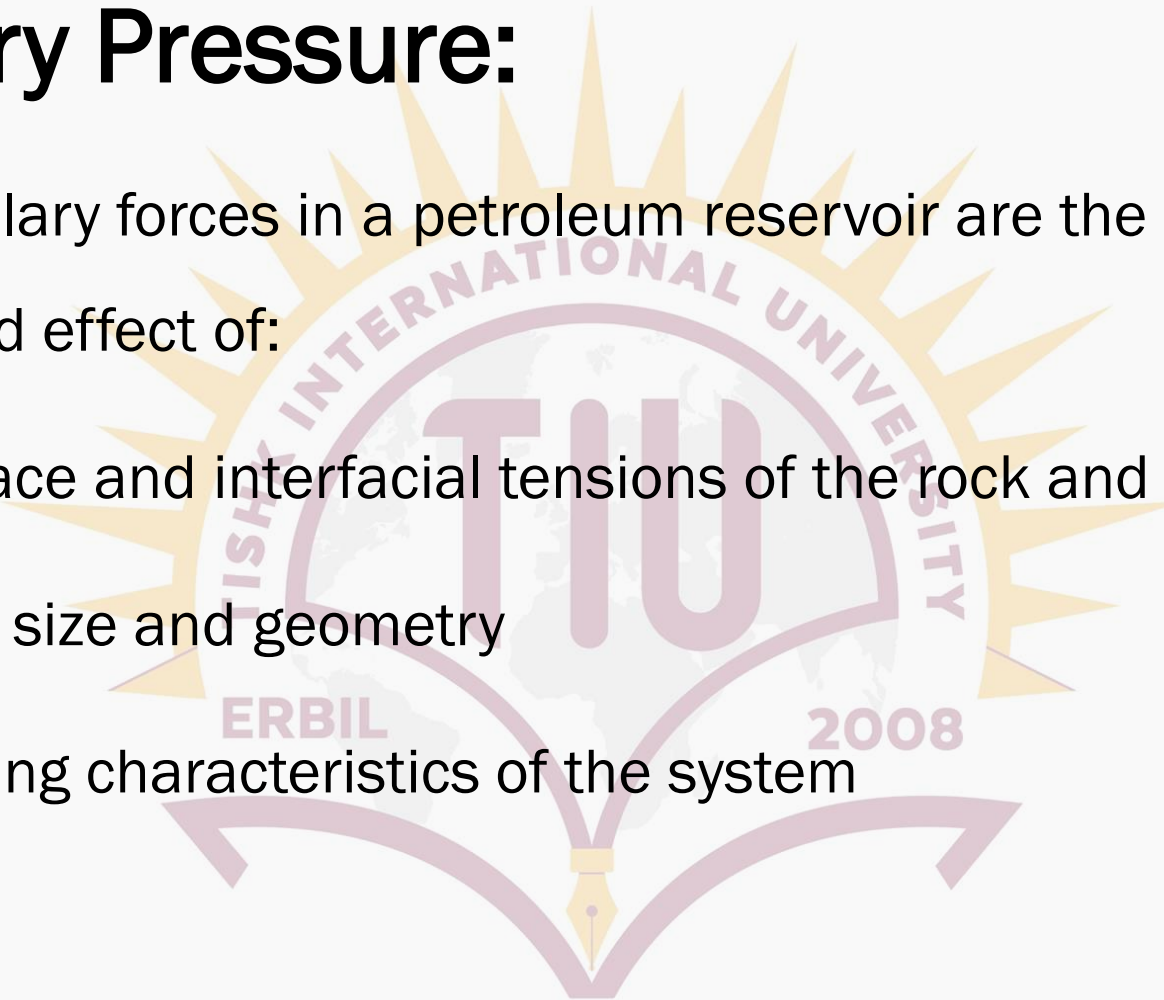 ry Pressure:
lary forces in a petroleum reservoir are the
d effect of:
ace and interfacial tensions of the rock and
size and geometry
ng characteristics of the system
TISHK INTERNATIONAL UNIVERSITY
TIU
ERBIL
2008